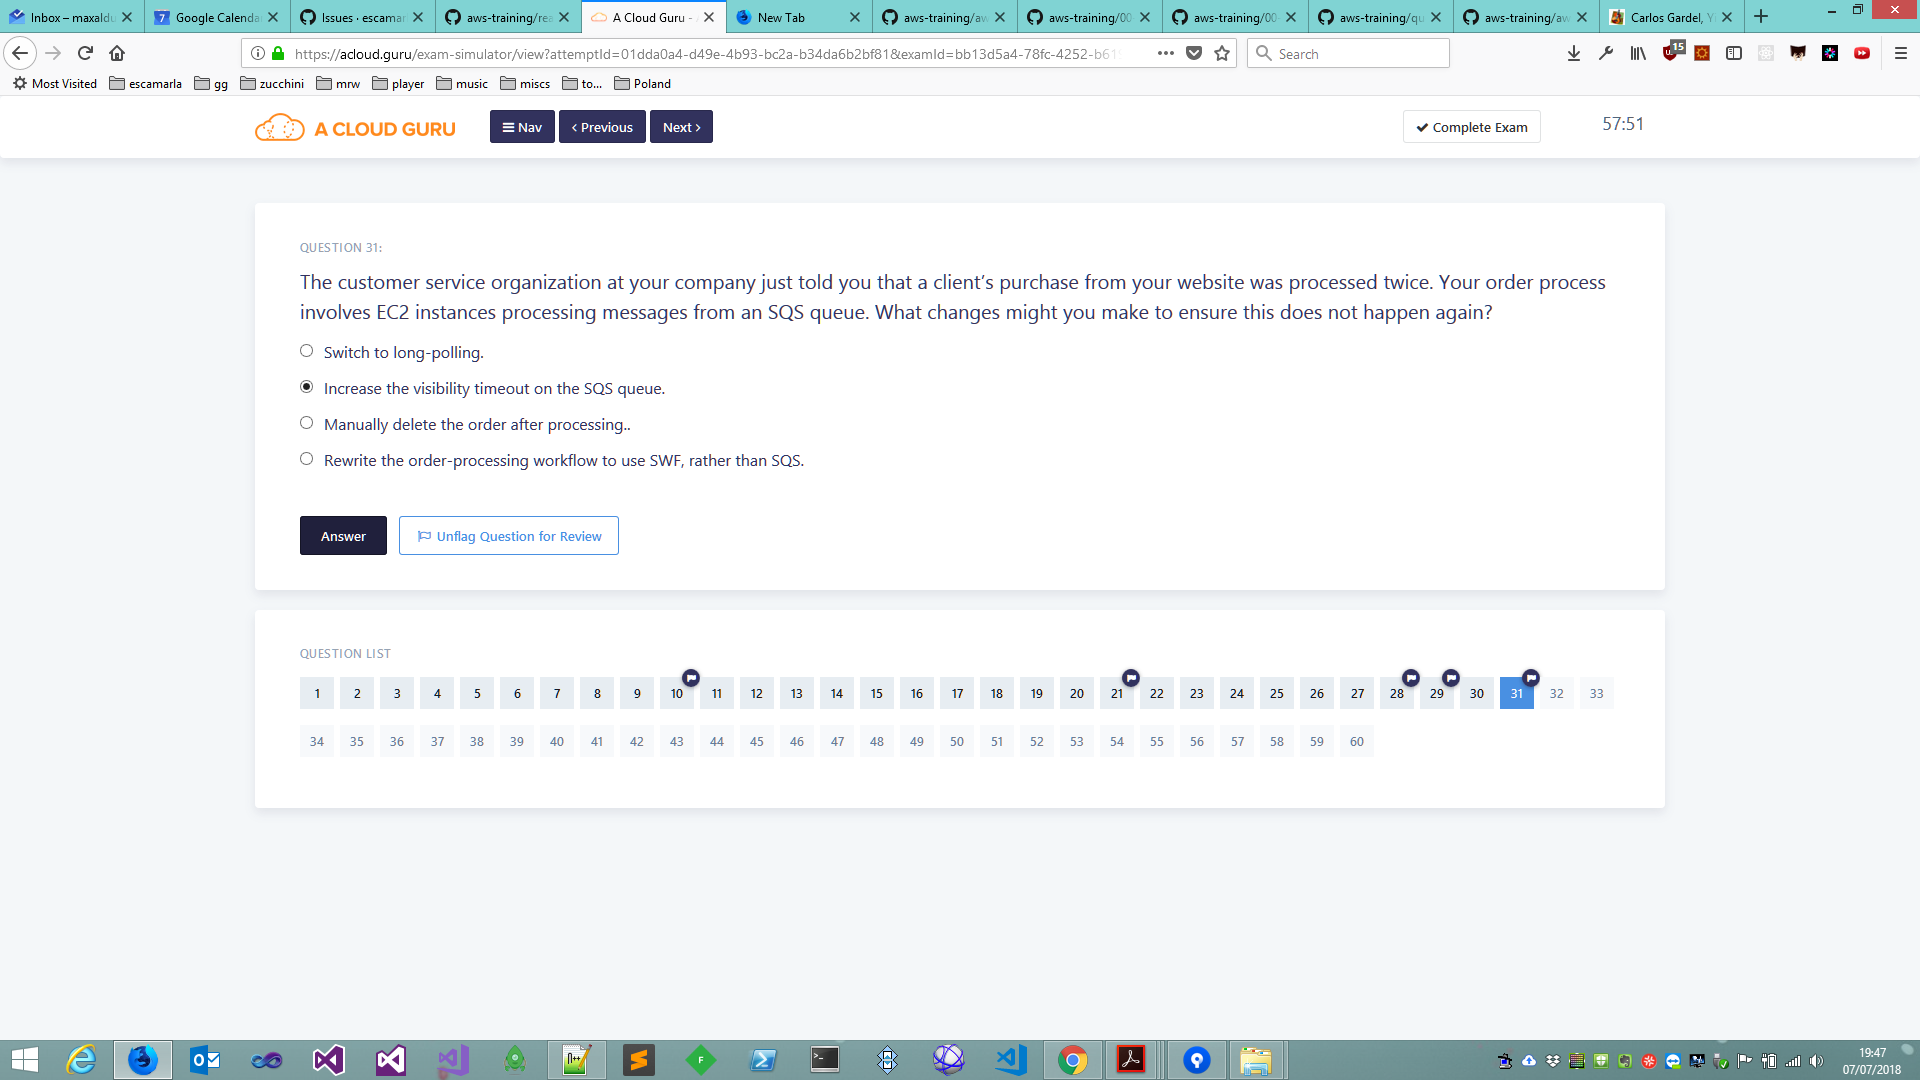 Inbox – maxaldu
Google Calenda
Issues · escamar
aws-training/rea
A Cloud Guru -
New Tab
aws-training/aw
aws-training/00
aws-training/00
aws-training/qu
aws-training/aw
Carlos Gardel, Y
https://acloud.guru/exam-simulator/view?attemptId=01dda0a4-d49e-4b93-bc2a-b34da6b2bf81&examId=bb13d5a4-78fc-4252-b61
Search
15
Most Visited
escamarla
gg
zucchini
mrw
player
music
miscs
to...
Poland
A CLOUD GURU
Nav
Previous
Next
Complete Exam
57:51
QUESTION 31:
The customer service organization at your company just told you that a client’s purchase from your website was processed twice. Your order process
involves EC2 instances processing messages from an SQS queue. What changes might you make to ensure this does not happen again?
Switch to long-polling.
Increase the visibility timeout on the SQS queue.
Manually delete the order after processing..
Rewrite the order-processing workflow to use SWF, rather than SQS.
Answer
Unflag Question for Review
QUESTION LIST
1 2 3 4 5 6 7 8 9 10 11 12 13 14 15 16 17 18 19 20 21 22 23 24 25 26 27 28 29 30 31 32 33
34 35 36 37 38 39 40 41 42 43 44 45 46 47 48 49 50 51 52 53 54 55 56 57 58 59 60
19:47
07/07/2018